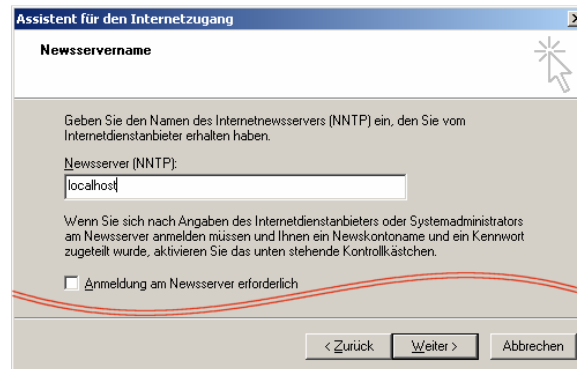 Assistent für den Internetzugang
Newsservername
Geben Sie den Namen des Internetnewsservers (NNTP) ein, den Sie vom
Internetdienstanbieter erhalten haben.
Newsserver (NNTP):
localhost
Wenn Sie sich nach Angaben des Internetdienstanbieters oder Systemadministrators
am Newsserver anmelden müssen und Ihnen ein Newskontoname und ein Kennwort
zugeteilt wurde, aktivieren Sie das unten stehende Kontrollkästchen.
Anmeldung am Newsserver erforderlich
< Zurück Weiter > Abbrechen